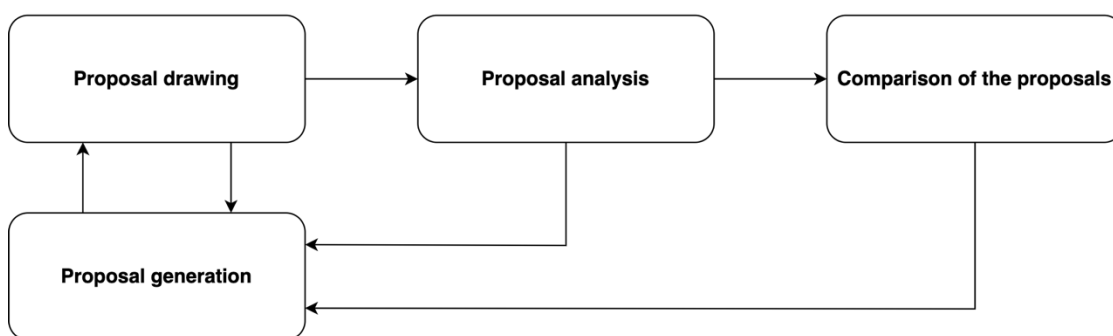 Proposal drawing
Proposal analysis
Comparison of the proposals
Proposal generation